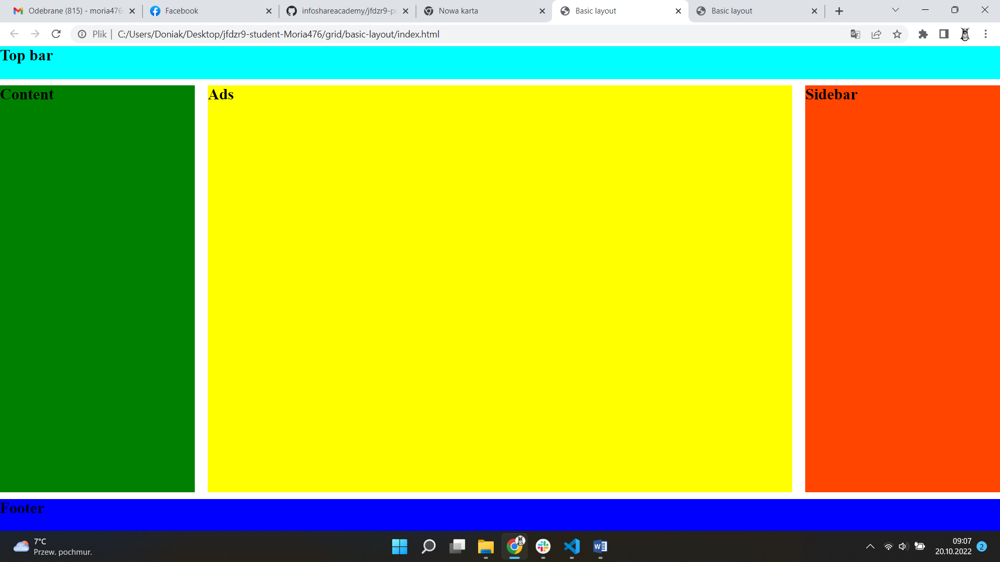 Odebrane (815) - moria476
Facebook
infoshareacademy/jfdzr9-pr
Nowa karta
Basic layout
Basic layout
Plik
C:/Users/Doniak/Desktop/jfdzr9-student-Moria476/grid/basic-layout/index.html
Top bar
Content
Ads
Sidebar
Footer
7°C
Przew. pochmur.
09:07
20.10.2022
2